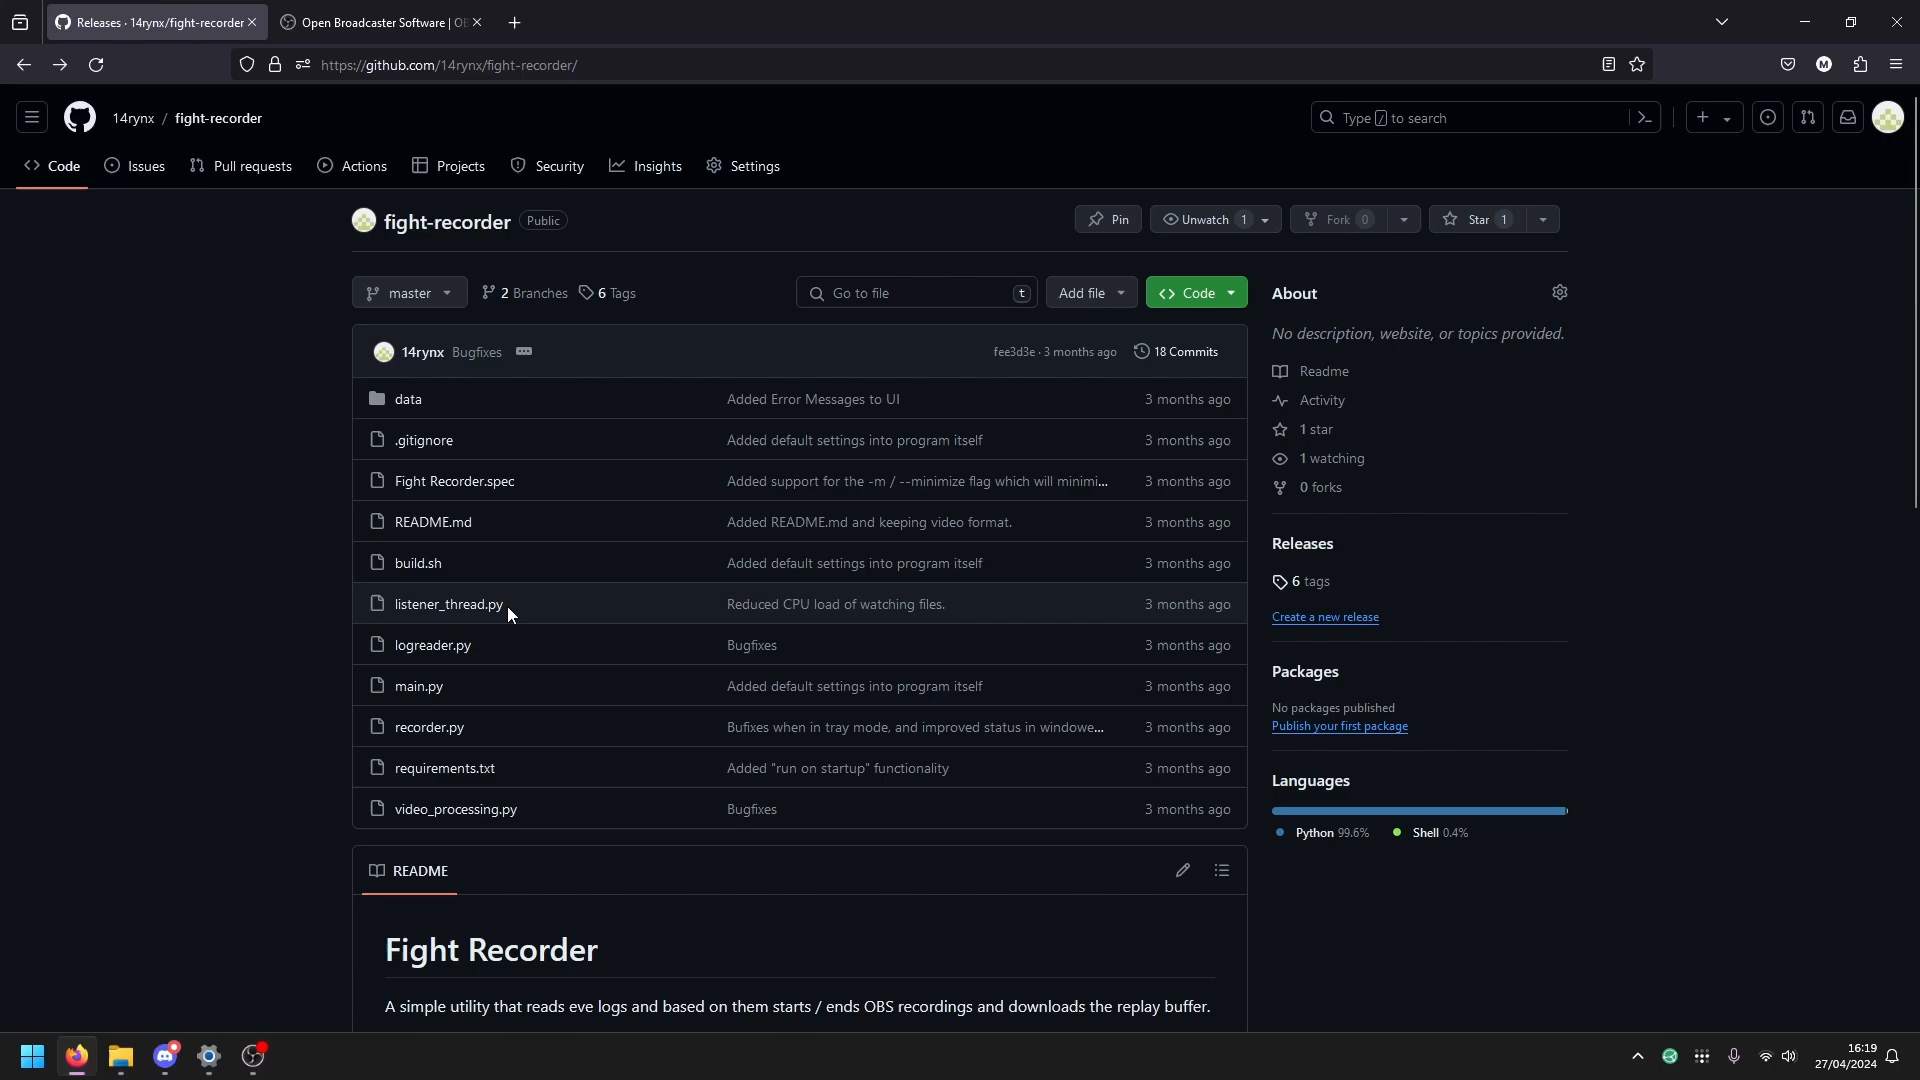 Releases · 14rynx/fight-recorder
Open Broadcaster Software | OB
https://github.com/14rynx/fight-recorder/
M
14rynx / fight-recorder
Type / to search
Code
Issues
Pull requests
Actions
Projects
Security
Insights
Settings
fight-recorder
Public
Pin
Unwatch 1
Fork 0
Star 1
master
2 Branches
6 Tags
Go to file
t
Add file
Code
14rynx Bugfixes
fee3d3e · 3 months ago
18 Commits
data
Added Error Messages to UI
3 months ago
.gitignore
Added default settings into program itself
3 months ago
Fight Recorder.spec
Added support for the -m / --minimize flag which will minimi...
3 months ago
README.md
Added README.md and keeping video format.
3 months ago
build.sh
Added default settings into program itself
3 months ago
listener_thread.py
Reduced CPU load of watching files.
3 months ago
logreader.py
Bugfixes
3 months ago
main.py
Added default settings into program itself
3 months ago
recorder.py
Bufixes when in tray mode, and improved status in windowe...
3 months ago
requirements.txt
Added "run on startup" functionality
3 months ago
video_processing.py
Bugfixes
3 months ago
README
Fight Recorder
A simple utility that reads eve logs and based on them starts / ends OBS recordings and downloads the replay buffer.
About
No description, website, or topics provided.
Readme
Activity
1 star
1 watching
0 forks
Releases
6 tags
Create a new release
Packages
No packages published
Publish your first package
Languages
Python 99.6%
Shell 0.4%
16:19
27/04/2024